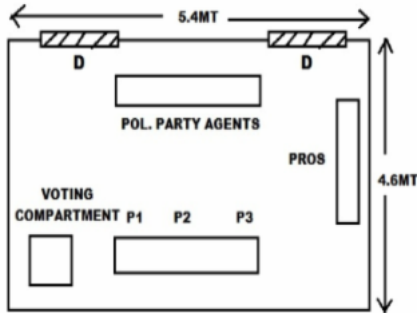 5.4MT
D
D
POL. PARTY AGENTS
PROS
4.6MT
VOTING
COMPARTMENT
P1 P2 P3